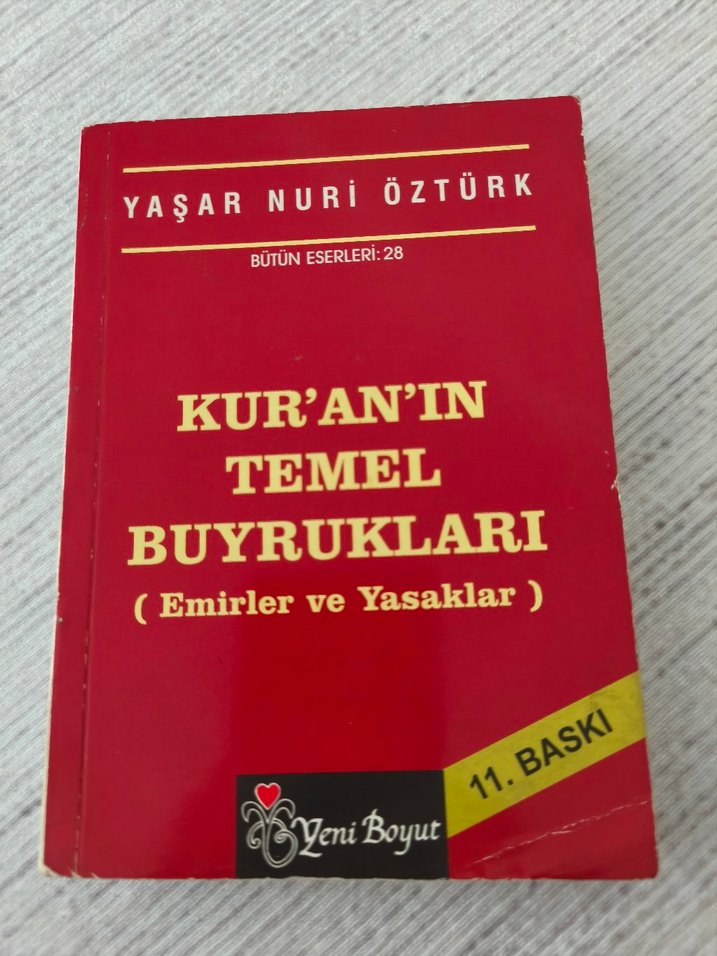 YAŞAR NURİ ÖZTÜRK
BÜTÜN ESERLERİ: 28
KUR'AN'IN
TEMEL
BUYRUKLARI
( Emirler ve Yasaklar )
11. BASKI
Yeni Boyut